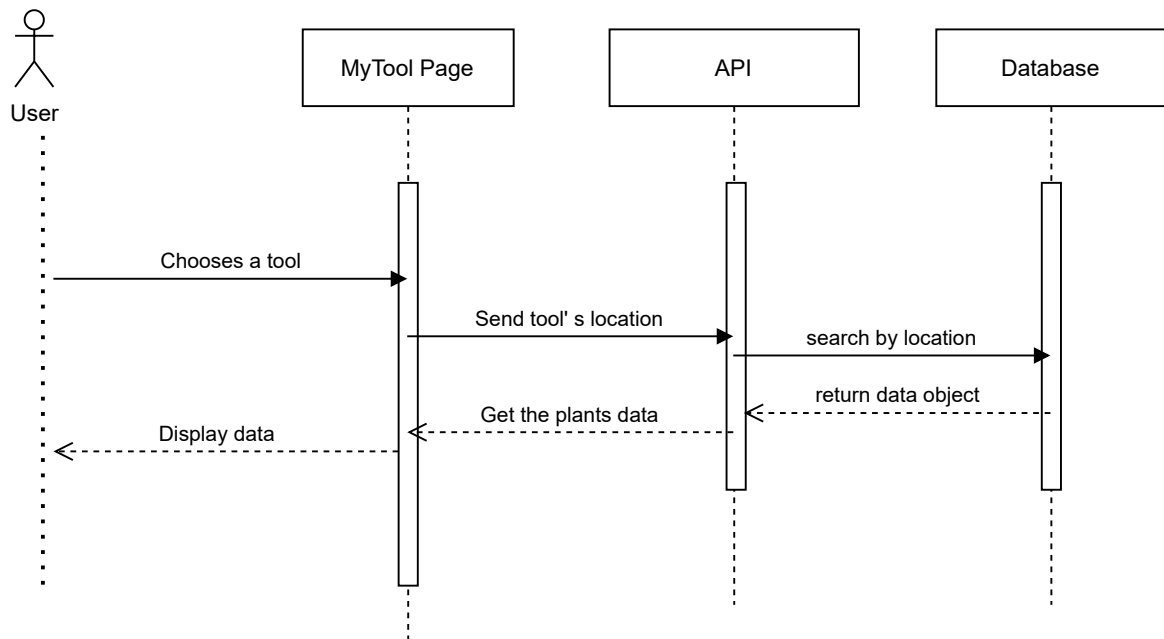 User
MyTool Page
API
Database
Chooses a tool
Send tool' s location
search by location
return data object
Get the plants data
Display data